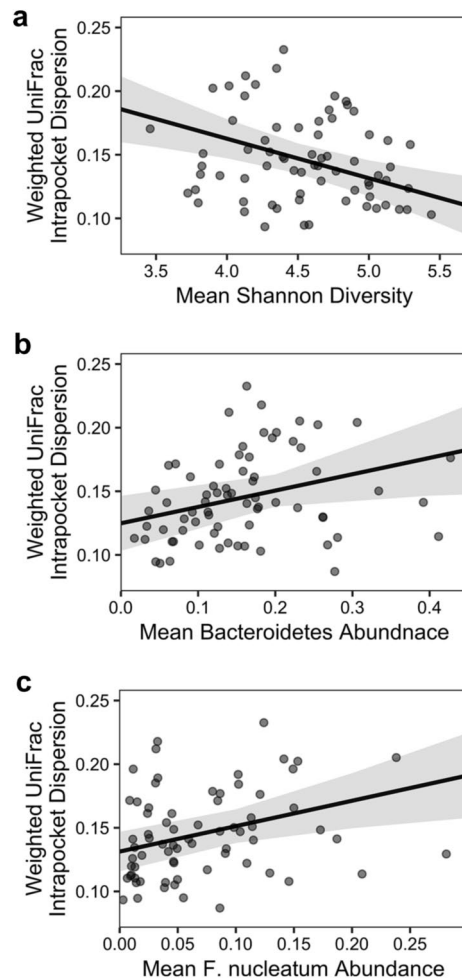 a
Weighted UniFrac
Intrapocket Dispersion
0.25
0.20
0.15
0.10
3.5 4.0 4.5 5.0 5.5
Mean Shannon Diversity
b
Weighted UniFrac
Intrapocket Dispersion
0.25
0.20
0.15
0.10
0.0 0.1 0.2 0.3 0.4
Mean Bacteroidetes Abundnace
c
Weighted UniFrac
Intrapocket Dispersion
0.25
0.20
0.15
0.10
0.00 0.05 0.10 0.15 0.20 0.25
Mean F. nucleatum Abundance